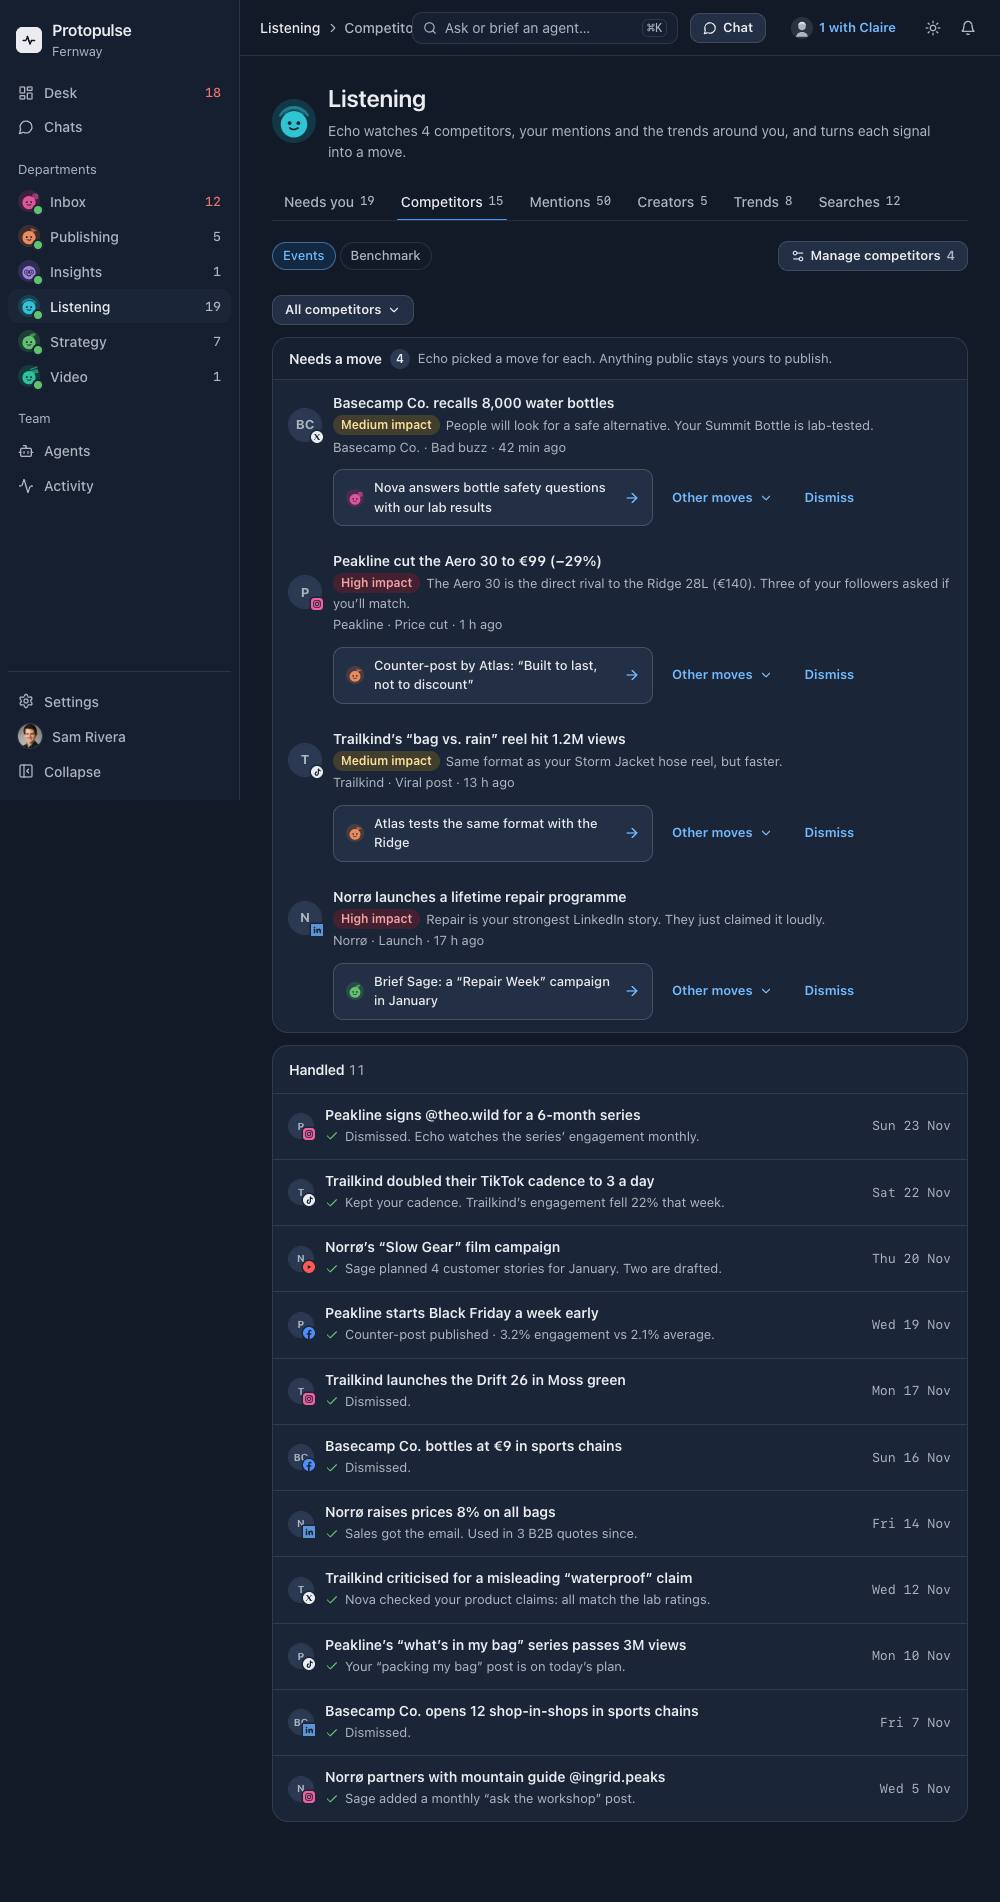 Protopulse
Fernway
Desk 18
Chats
Departments
Inbox 12
Publishing 5
Insights 1
Listening 19
Strategy 7
Video 1
Team
Agents
Activity
Settings
Sam Rivera
Collapse
Listening > Competito
Ask or brief an agent... ⌘K
Chat
1 with Claire
Listening
Echo watches 4 competitors, your mentions and the trends around you, and turns each signal
into a move.
Needs you 19 Competitors 15 Mentions 50 Creators 5 Trends 8 Searches 12
Events Benchmark
Manage competitors 4
All competitors
Needs a move 4 Echo picked a move for each. Anything public stays yours to publish.
BC
Basecamp Co. recalls 8,000 water bottles
Medium impact People will look for a safe alternative. Your Summit Bottle is lab-tested.
Basecamp Co. · Bad buzz · 42 min ago
Nova answers bottle safety questions
with our lab results
Other moves Dismiss
P
Peakline cut the Aero 30 to €99 (−29%)
High impact The Aero 30 is the direct rival to the Ridge 28L (€140). Three of your followers asked if
you’ll match.
Peakline · Price cut · 1 h ago
Counter-post by Atlas: “Built to last,
not to discount”
Other moves Dismiss
T
Trailkind’s “bag vs. rain” reel hit 1.2M views
Medium impact Same format as your Storm Jacket hose reel, but faster.
Trailkind · Viral post · 13 h ago
Atlas tests the same format with the
Ridge
Other moves Dismiss
N
Norrø launches a lifetime repair programme
High impact Repair is your strongest LinkedIn story. They just claimed it loudly.
Norrø · Launch · 17 h ago
Brief Sage: a “Repair Week” campaign
in January
Other moves Dismiss
Handled 11
P
Peakline signs @theo.wild for a 6-month series
Dismissed. Echo watches the series’ engagement monthly.
Sun 23 Nov
T
Trailkind doubled their TikTok cadence to 3 a day
Kept your cadence. Trailkind’s engagement fell 22% that week.
Sat 22 Nov
N
Norrø’s “Slow Gear” film campaign
Sage planned 4 customer stories for January. Two are drafted.
Thu 20 Nov
P
Peakline starts Black Friday a week early
Counter-post published · 3.2% engagement vs 2.1% average.
Wed 19 Nov
T
Trailkind launches the Drift 26 in Moss green
Dismissed.
Mon 17 Nov
BC
Basecamp Co. bottles at €9 in sports chains
Dismissed.
Sun 16 Nov
N
Norrø raises prices 8% on all bags
Sales got the email. Used in 3 B2B quotes since.
Fri 14 Nov
T
Trailkind criticised for a misleading “waterproof” claim
Nova checked your product claims: all match the lab ratings.
Wed 12 Nov
P
Peakline’s “what’s in my bag” series passes 3M views
Your “packing my bag” post is on today’s plan.
Mon 10 Nov
BC
Basecamp Co. opens 12 shop-in-shops in sports chains
Dismissed.
Fri 7 Nov
N
Norrø partners with mountain guide @ingrid.peaks
Sage added a monthly “ask the workshop” post.
Wed 5 Nov